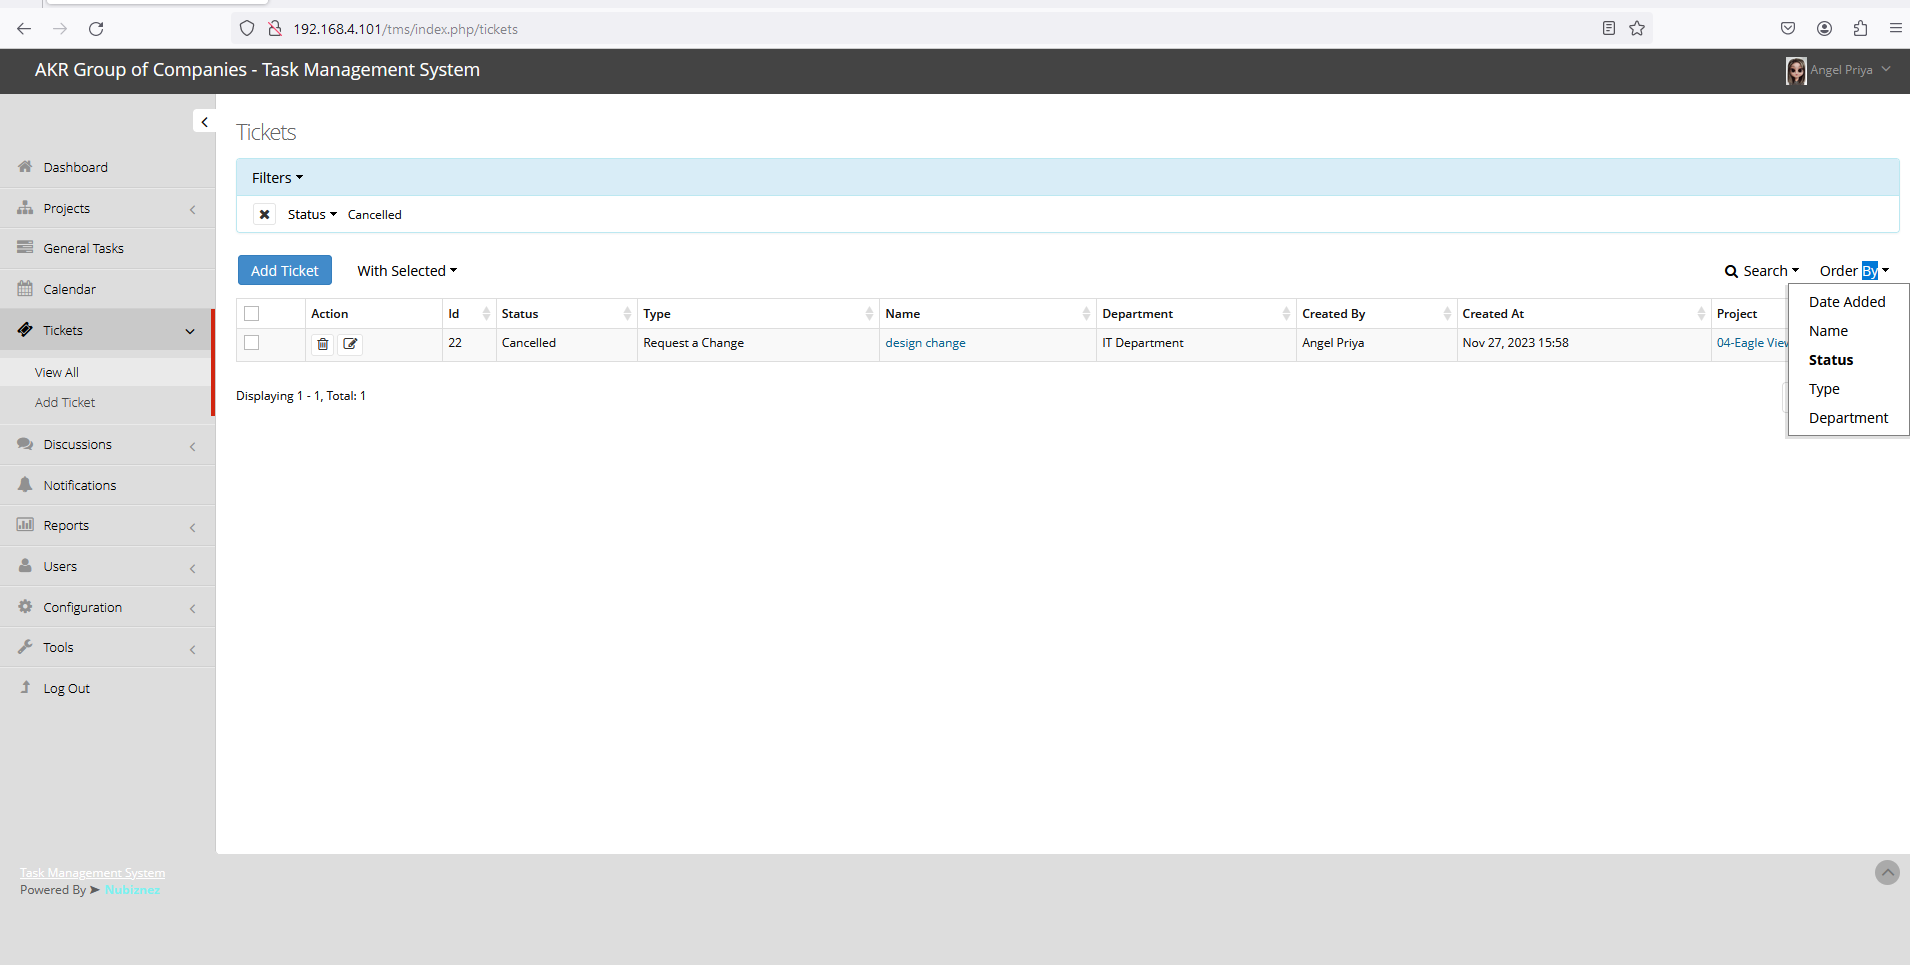 192.168.4.101/tms/index.php/tickets
AKR Group of Companies - Task Management System
Angel Priya
Dashboard
Projects
General Tasks
Calendar
Tickets
View All
Add Ticket
Discussions
Notifications
Reports
Users
Configuration
Tools
Log Out
Tickets
Filters
Status Cancelled
Add Ticket With Selected Search Order By
Date Added
Name
Status
Type
Department
Action Id Status Type Name Department Created By Created At Project
22 Cancelled Request a Change design change IT Department Angel Priya Nov 27, 2023 15:58 04-Eagle View
Displaying 1 - 1, Total: 1
Task Management System
Powered By ➤ Nubiznez